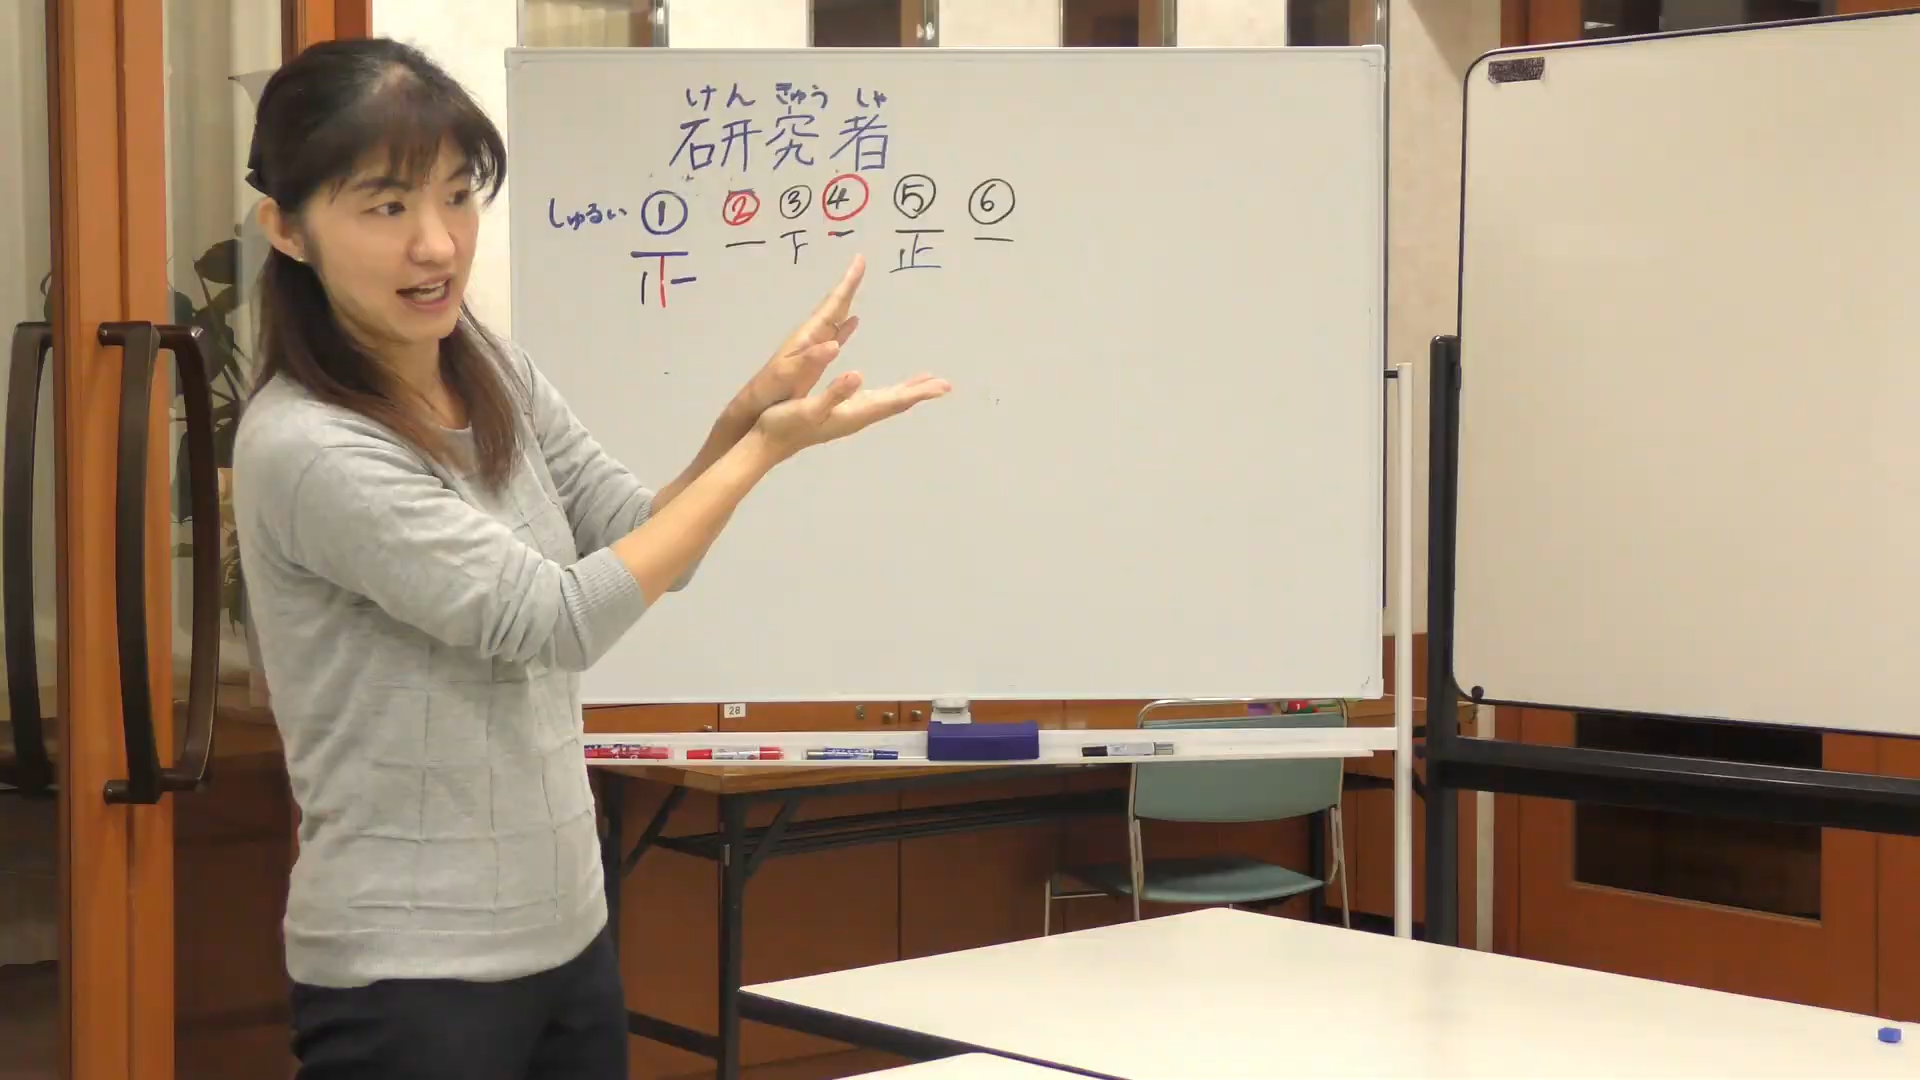 けんきゅうしゃ
研究者
しゅるい ① ② ③ ④ ⑤ ⑥
正 一 下 一 正 一
28